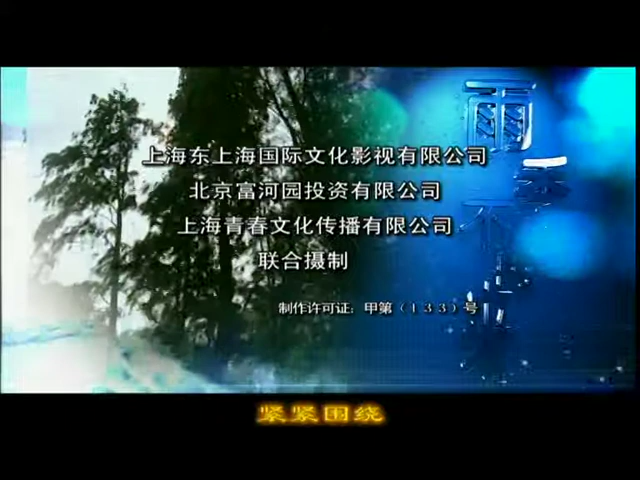 上海东上海国际文化影视有限公司
北京富河园投资有限公司
上海青春文化传播有限公司
联合摄制
制作许可证：甲第（133）号
紧紧围绕